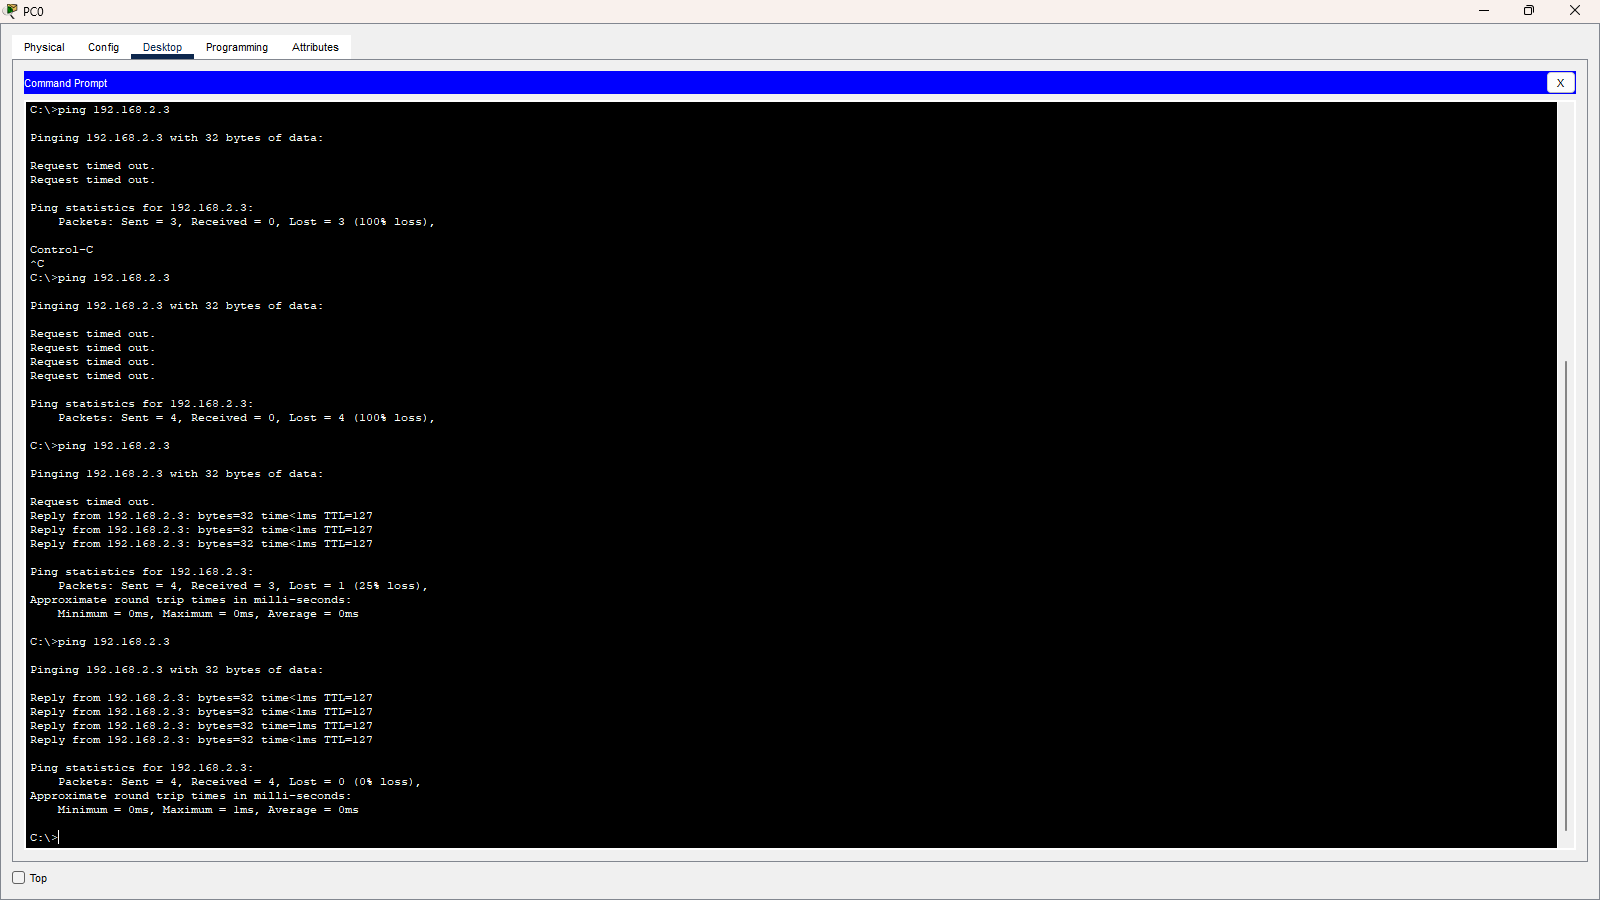 PC0
Physical Config Desktop Programming Attributes
Command Prompt X
C:\>ping 192.168.2.3
Pinging 192.168.2.3 with 32 bytes of data:
Request timed out.
Request timed out.
Ping statistics for 192.168.2.3:
    Packets: Sent = 3, Received = 0, Lost = 3 (100% loss),
Control-C
^C
C:\>ping 192.168.2.3
Pinging 192.168.2.3 with 32 bytes of data:
Request timed out.
Request timed out.
Request timed out.
Request timed out.
Ping statistics for 192.168.2.3:
    Packets: Sent = 4, Received = 0, Lost = 4 (100% loss),
C:\>ping 192.168.2.3
Pinging 192.168.2.3 with 32 bytes of data:
Request timed out.
Reply from 192.168.2.3: bytes=32 time<1ms TTL=127
Reply from 192.168.2.3: bytes=32 time<1ms TTL=127
Reply from 192.168.2.3: bytes=32 time<1ms TTL=127
Ping statistics for 192.168.2.3:
    Packets: Sent = 4, Received = 3, Lost = 1 (25% loss),
Approximate round trip times in milli-seconds:
    Minimum = 0ms, Maximum = 0ms, Average = 0ms
C:\>ping 192.168.2.3
Pinging 192.168.2.3 with 32 bytes of data:
Reply from 192.168.2.3: bytes=32 time<1ms TTL=127
Reply from 192.168.2.3: bytes=32 time<1ms TTL=127
Reply from 192.168.2.3: bytes=32 time=1ms TTL=127
Reply from 192.168.2.3: bytes=32 time<1ms TTL=127
Ping statistics for 192.168.2.3:
    Packets: Sent = 4, Received = 4, Lost = 0 (0% loss),
Approximate round trip times in milli-seconds:
    Minimum = 0ms, Maximum = 1ms, Average = 0ms
C:\>
Top